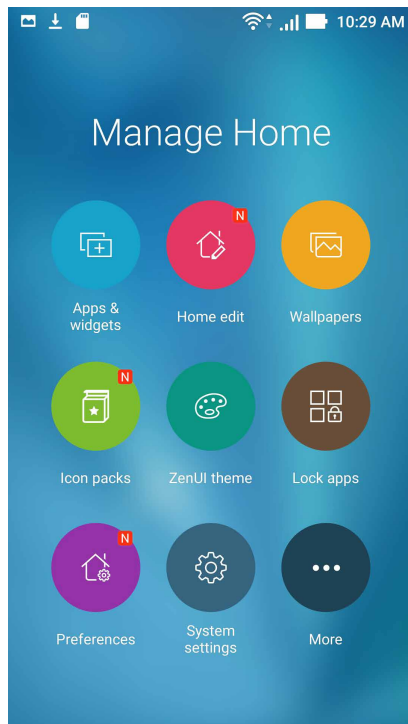 10:29 AM
Manage Home
N
Apps &
widgets
Home edit
Wallpapers
N
Icon packs
ZenUI theme
Lock apps
N
Preferences
System
settings
More